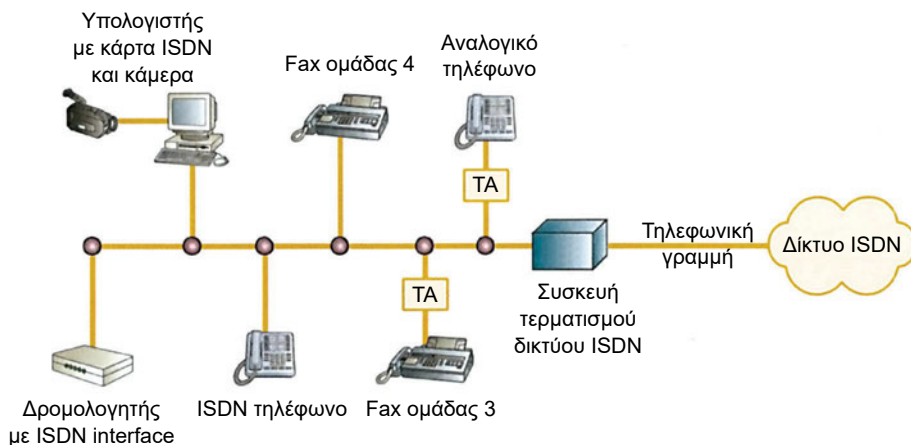 Υπολογιστής
με κάρτα ISDN
και κάμερα
Fax ομάδας 4
Αναλογικό
τηλέφωνο
TA
Τηλεφωνική
γραμμή
Δίκτυο ISDN
TA
Συσκευή
τερματισμού
δικτύου ISDN
Δρομολογητής
με ISDN interface
ISDN τηλέφωνο
Fax ομάδας 3